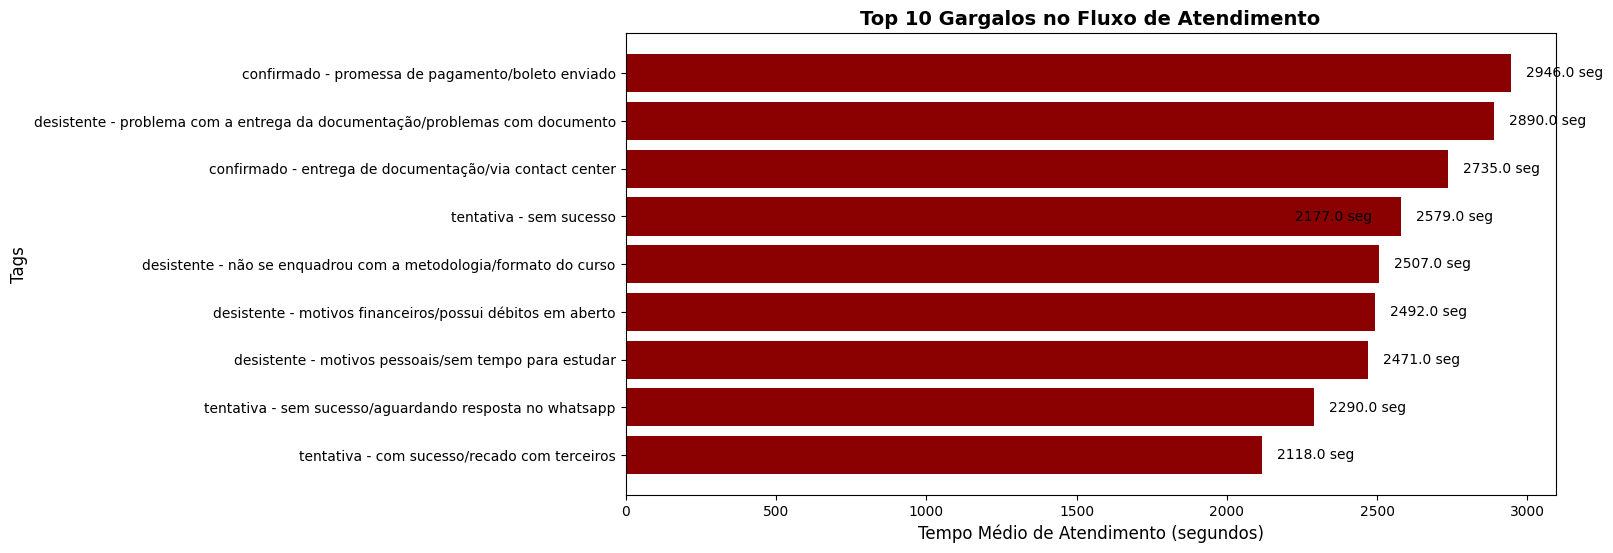 Top 10 Gargalos no Fluxo de Atendimento
confirmado - promessa de pagamento/boleto enviado
2946.0 seg
desistente - problema com a entrega da documentação/problemas com documento
2890.0 seg
confirmado - entrega de documentação/via contact center
2735.0 seg
tentativa - sem sucesso
2177.0 seg
2579.0 seg
desistente - não se enquadrou com a metodologia/formato do curso
2507.0 seg
desistente - motivos financeiros/possui débitos em aberto
2492.0 seg
desistente - motivos pessoais/sem tempo para estudar
2471.0 seg
tentativa - sem sucesso/aguardando resposta no whatsapp
2290.0 seg
tentativa - com sucesso/recado com terceiros
2118.0 seg
Tags
0 500 1000 1500 2000 2500 3000
Tempo Médio de Atendimento (segundos)